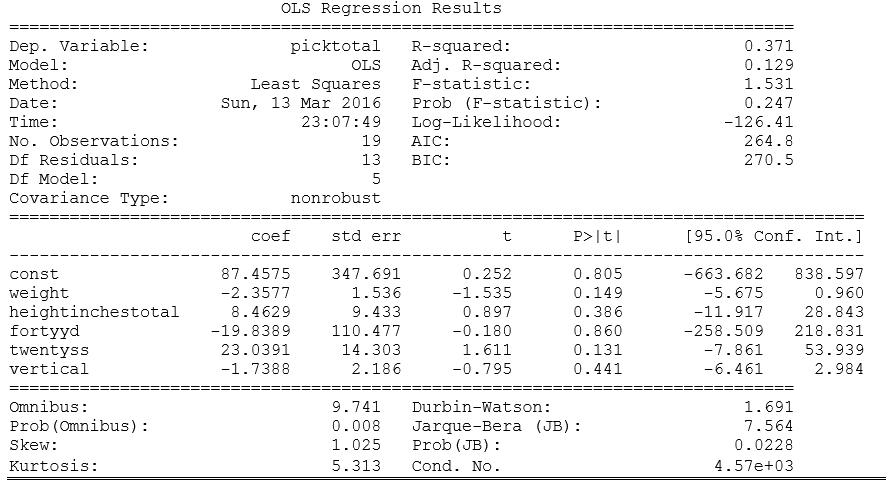 OLS Regression Results
==============================================================================
Dep. Variable: picktotal R-squared: 0.371
Model: OLS Adj. R-squared: 0.129
Method: Least Squares F-statistic: 1.531
Date: Sun, 13 Mar 2016 Prob (F-statistic): 0.247
Time: 23:07:49 Log-Likelihood: -126.41
No. Observations: 19 AIC: 264.8
Df Residuals: 13 BIC: 270.5
Df Model: 5
Covariance Type: nonrobust
=====================================================================================
coef std err t P>|t| [95.0% Conf. Int.]
-------------------------------------------------------------------------------------
const 87.4575 347.691 0.252 0.805 -663.682 838.597
weight -2.3577 1.536 -1.535 0.149 -5.675 0.960
heightinchestotal 8.4629 9.433 0.897 0.386 -11.917 28.843
fortyyd -19.8389 110.477 -0.180 0.860 -258.509 218.831
twentyss 23.0391 14.303 1.611 0.131 -7.861 53.939
vertical -1.7388 2.186 -0.795 0.441 -6.461 2.984
==============================================================================
Omnibus: 9.741 Durbin-Watson: 1.691
Prob(Omnibus): 0.008 Jarque-Bera (JB): 7.564
Skew: 1.025 Prob(JB): 0.0228
Kurtosis: 5.313 Cond. No. 4.57e+03